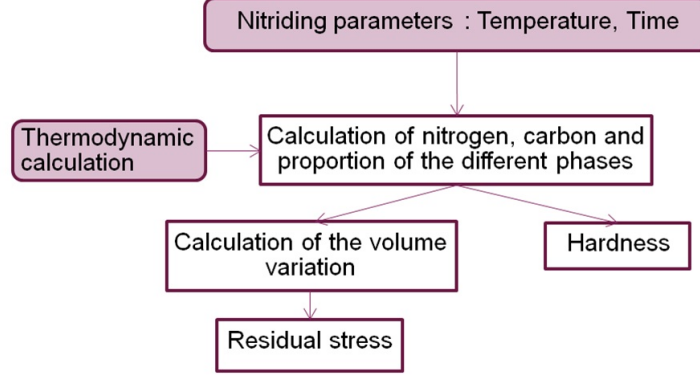 Nitriding parameters : Temperature, Time
Thermodynamic
calculation
Calculation of nitrogen, carbon and
proportion of the different phases
Calculation of the volume
variation
Hardness
Residual stress